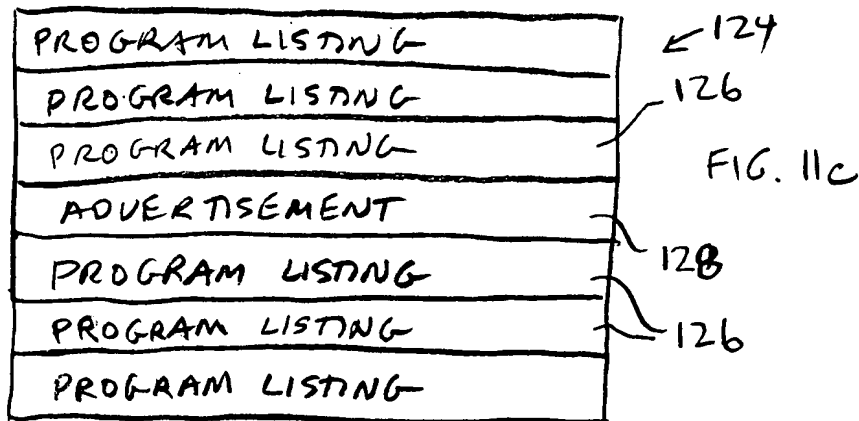 PROGRAM LISTING
124
PROGRAM LISTING
126
PROGRAM LISTING
FIG. 11c
ADVERTISEMENT
128
PROGRAM LISTING
PROGRAM LISTING
126
PROGRAM LISTING